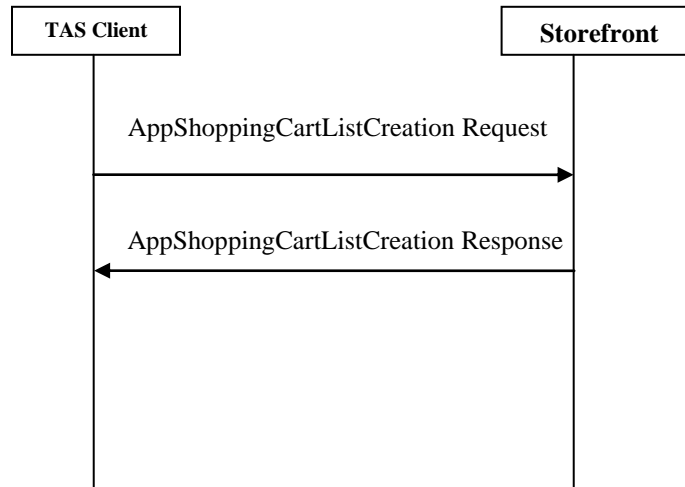 TAS Client
Storefront
AppShoppingCartListCreation Request
AppShoppingCartListCreation Response